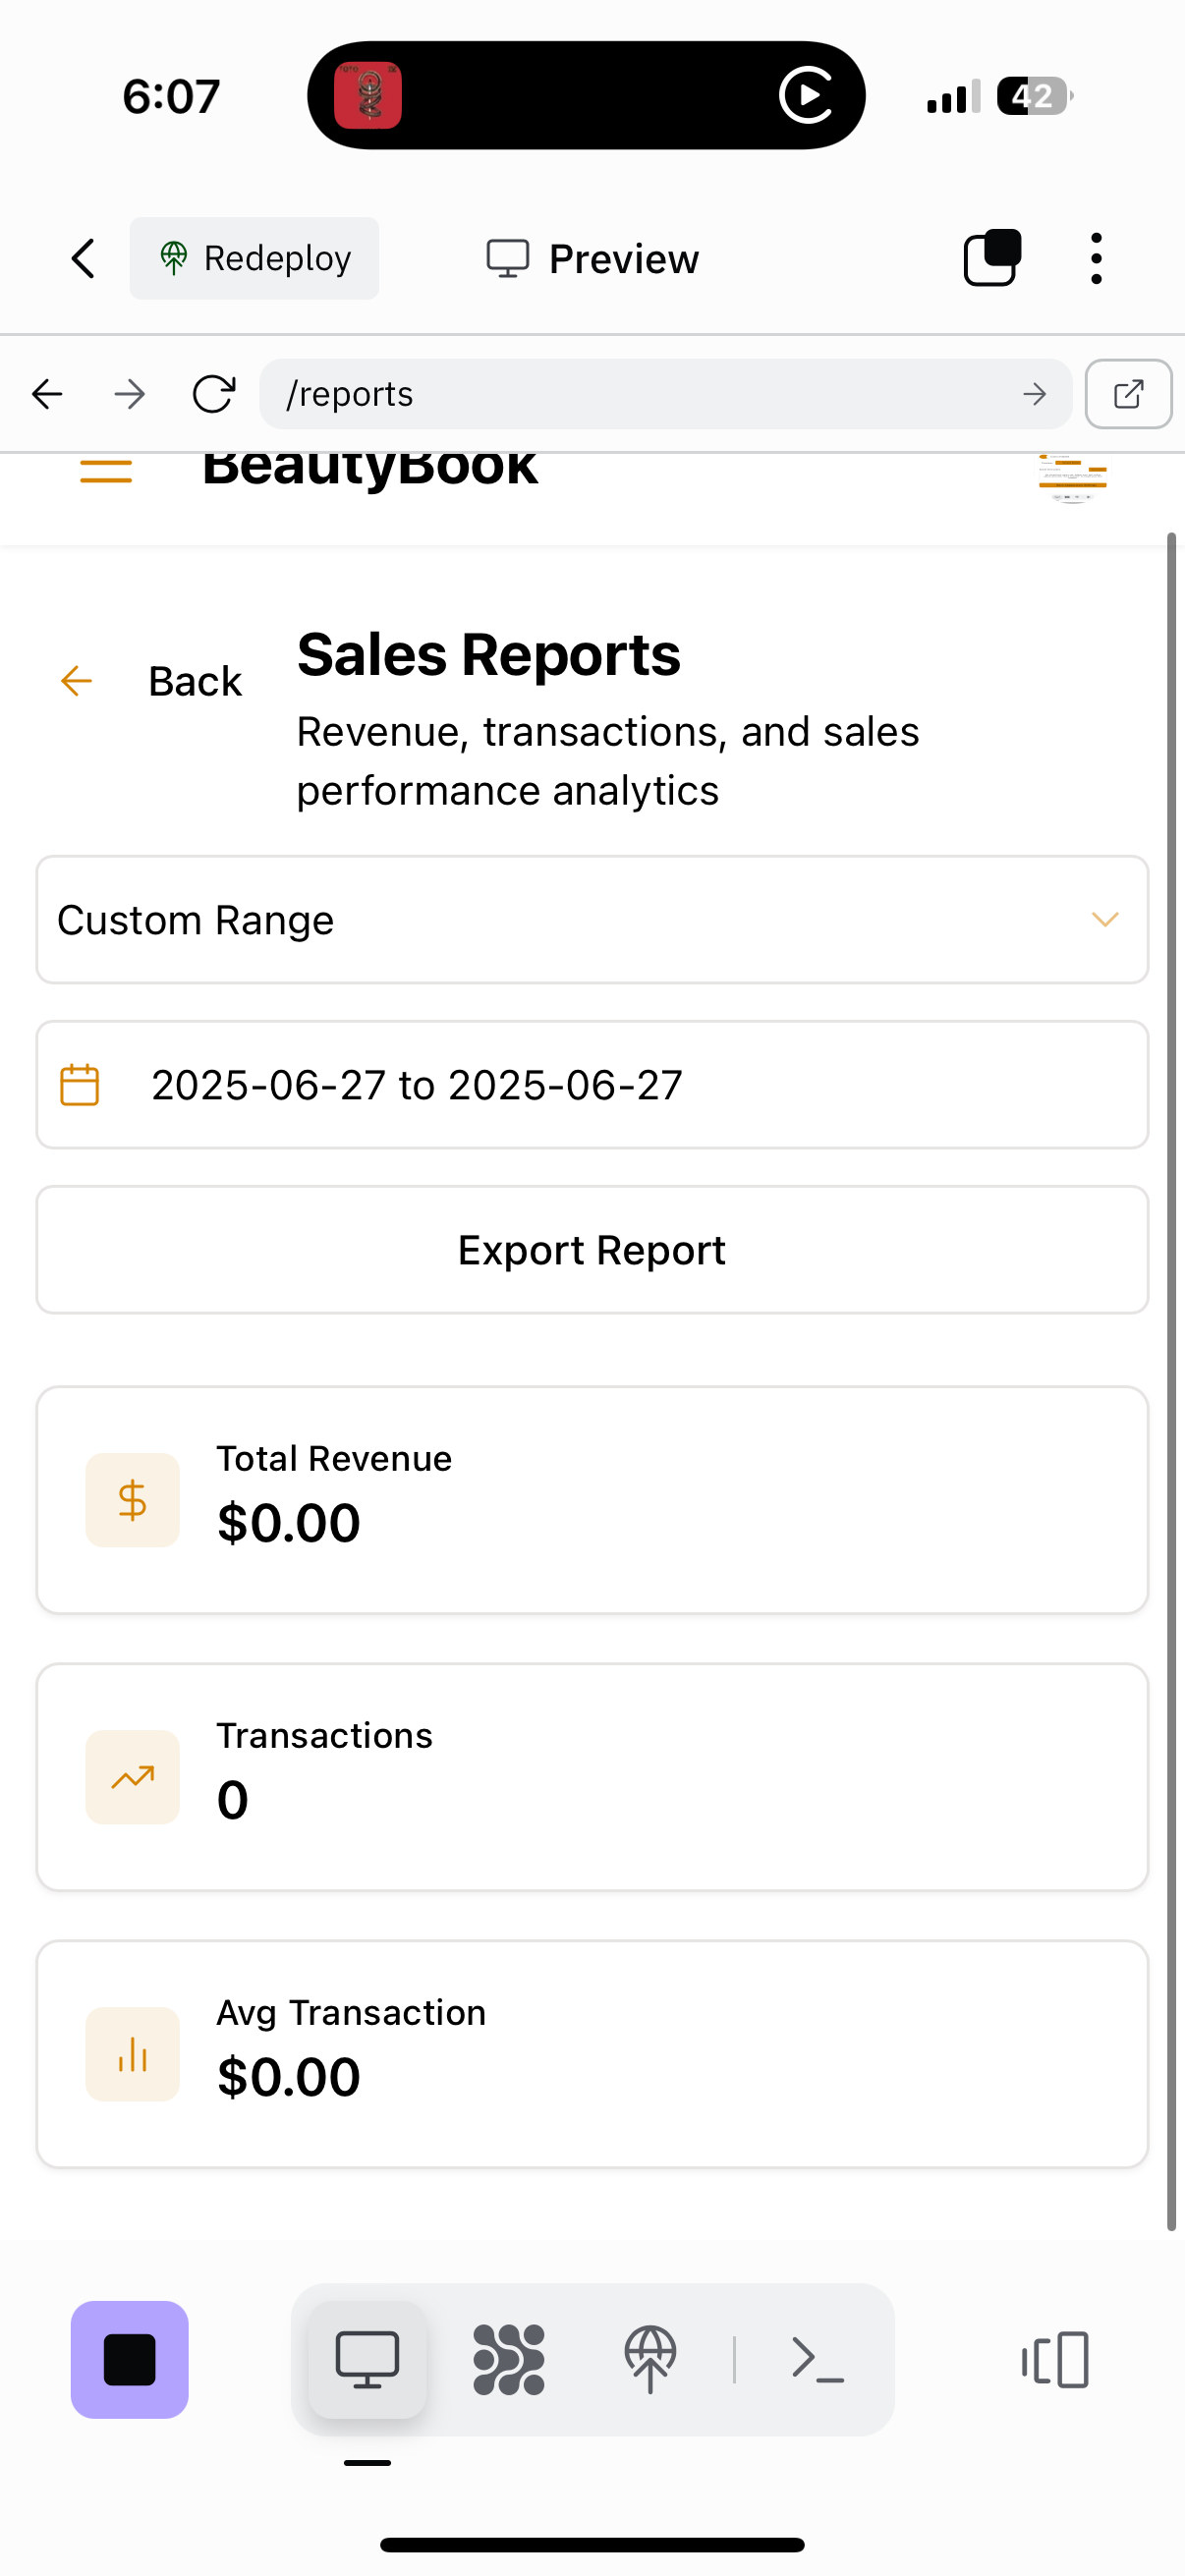 6:07
42
Redeploy
Preview
/reports
BeautyBook
Back
Sales Reports
Revenue, transactions, and sales
performance analytics
Custom Range
2025-06-27 to 2025-06-27
Export Report
Total Revenue
$0.00
Transactions
0
Avg Transaction
$0.00